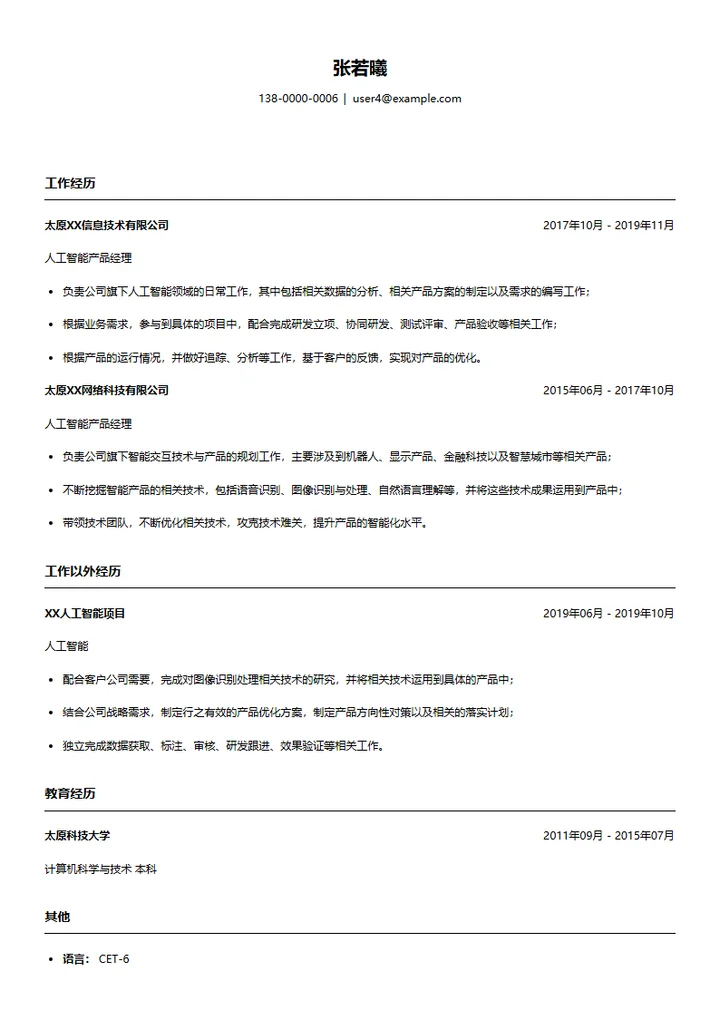 张若曦
138-0000-0006 | user4@example.com
工作经历
太原XX信息技术有限公司 2017年10月 - 2019年11月
人工智能产品经理
• 负责公司旗下人工智能领域的日常工作，其中包括相关数据的分析、相关产品方案的制定以及需求的编写工作；
• 根据业务需求，参与到具体的项目中，配合完成研发立项、协同研发、测试评审、产品验收等相关工作；
• 根据产品的运行情况，并做好追踪、分析等工作，基于客户的反馈，实现对产品的优化。
太原XX网络科技有限公司 2015年06月 - 2017年10月
人工智能产品经理
• 负责公司旗下智能交互技术与产品的规划工作，主要涉及到机器人、显示产品、金融科技以及智慧城市等相关产品；
• 不断挖掘智能产品的相关技术，包括语音识别、图像识别与处理、自然语言理解等，并将这些技术成果运用到产品中；
• 带领技术团队，不断优化相关技术，攻克技术难关，提升产品的智能化水平。
工作以外经历
XX人工智能项目 2019年06月 - 2019年10月
人工智能
• 配合客户公司需要，完成对图像识别处理相关技术的研究，并将相关技术运用到具体的产品中；
• 结合公司战略需求，制定行之有效的产品优化方案，制定产品方向性对策以及相关的落实计划；
• 独立完成数据获取、标注、审核、研发跟进、效果验证等相关工作。
教育经历
太原科技大学 2011年09月 - 2015年07月
计算机科学与技术 本科
其他
• 语言： CET-6